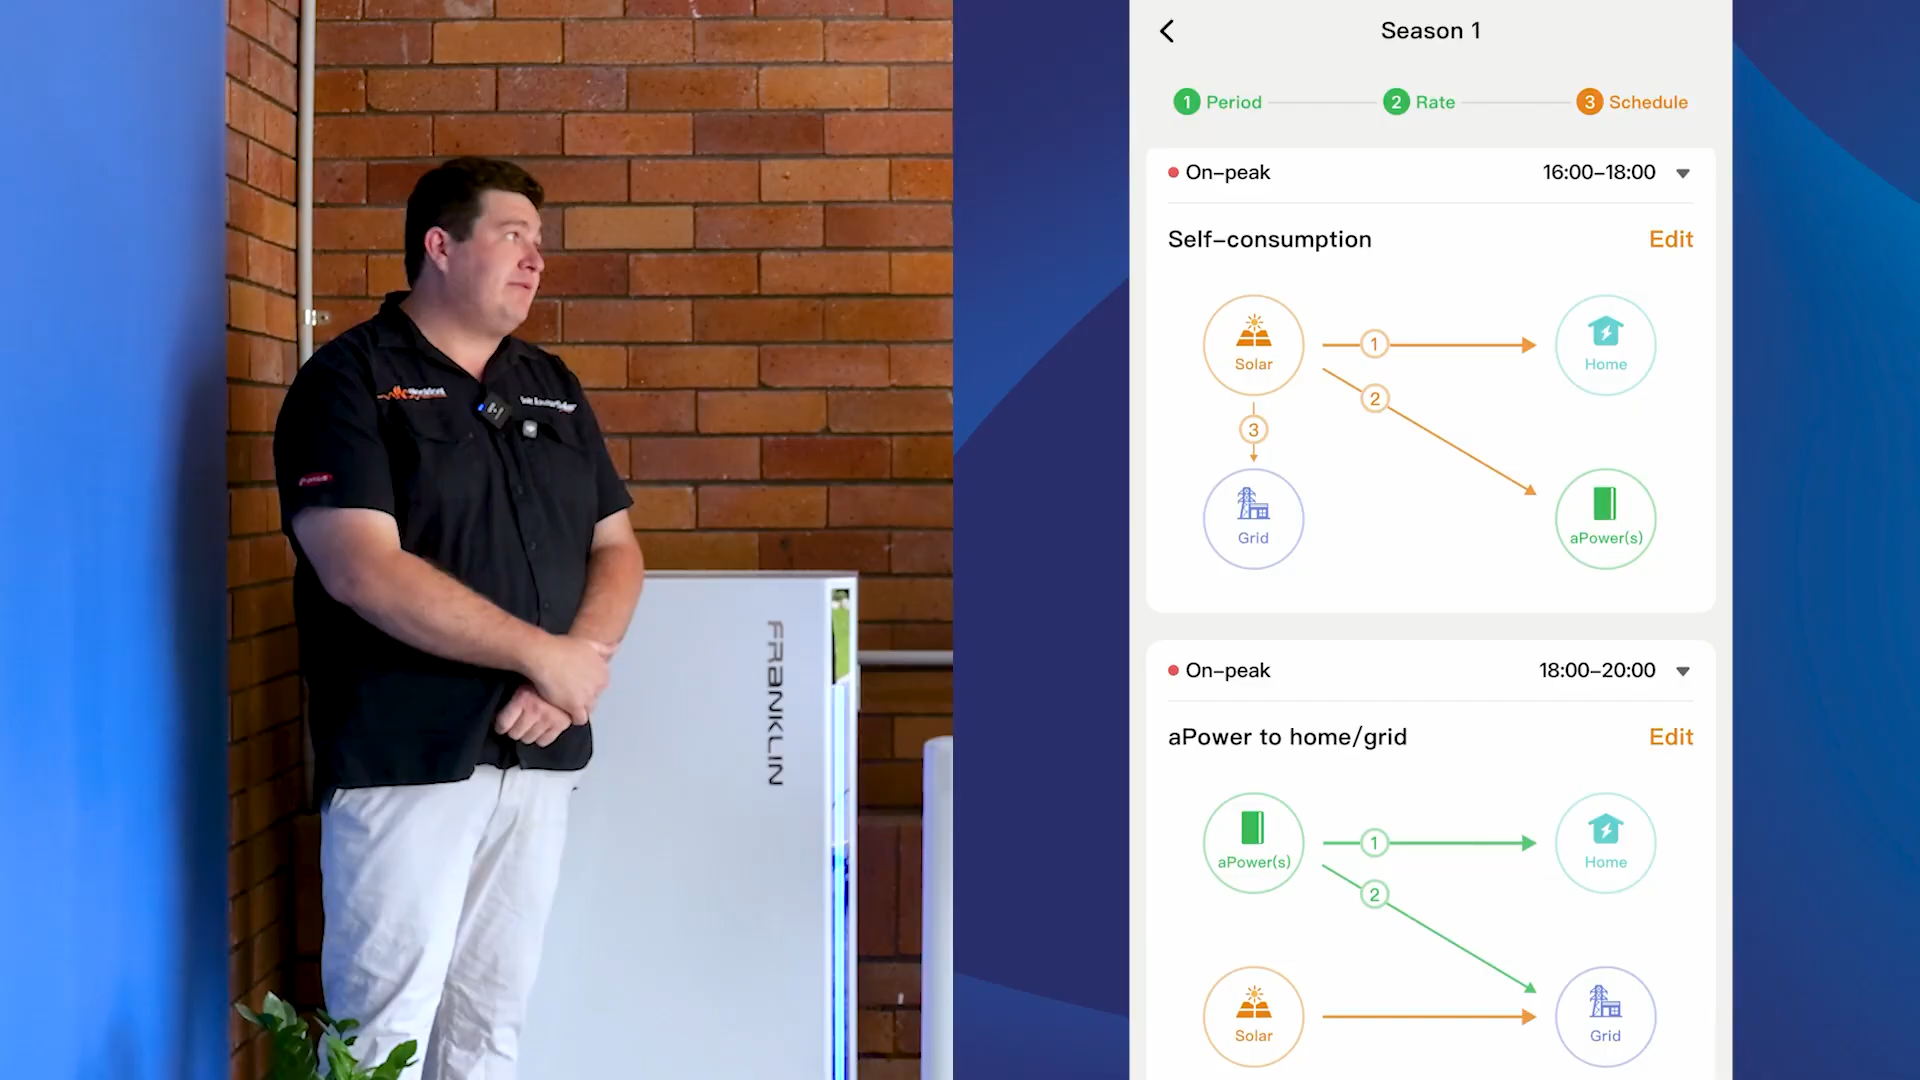 FRANKLIN
Season 1
1 Period
2 Rate
3 Schedule
On-peak
16:00-18:00
Self-consumption
Edit
Solar
1
Home
2
3
Grid
aPower(s)
On-peak
18:00-20:00
aPower to home/grid
Edit
aPower(s)
1
Home
2
Solar
Grid